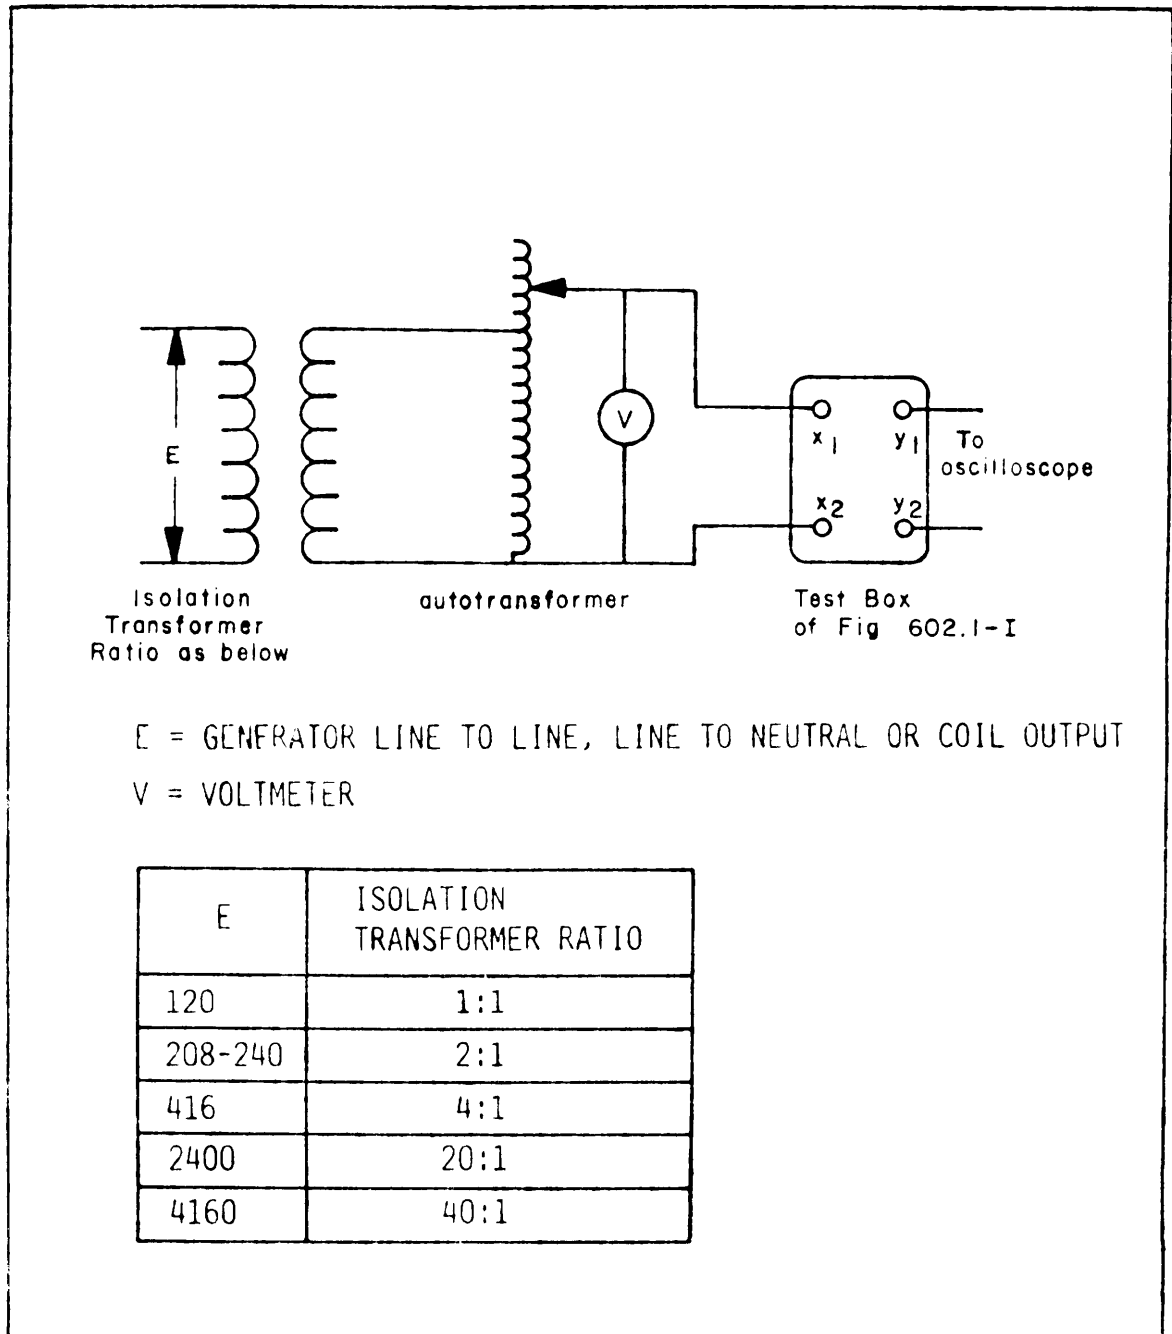 E
V
x1
y1
To
oscilloscope
x2
y2
Isolation
Transformer
Ratio as below
autotransformer
Test Box
of Fig 602.1-I
E = GENERATOR LINE TO LINE, LINE TO NEUTRAL OR COIL OUTPUT
V = VOLTMETER
E
ISOLATION
TRANSFORMER RATIO
120 1:1
208-240 2:1
416 4:1
2400 20:1
4160 40:1